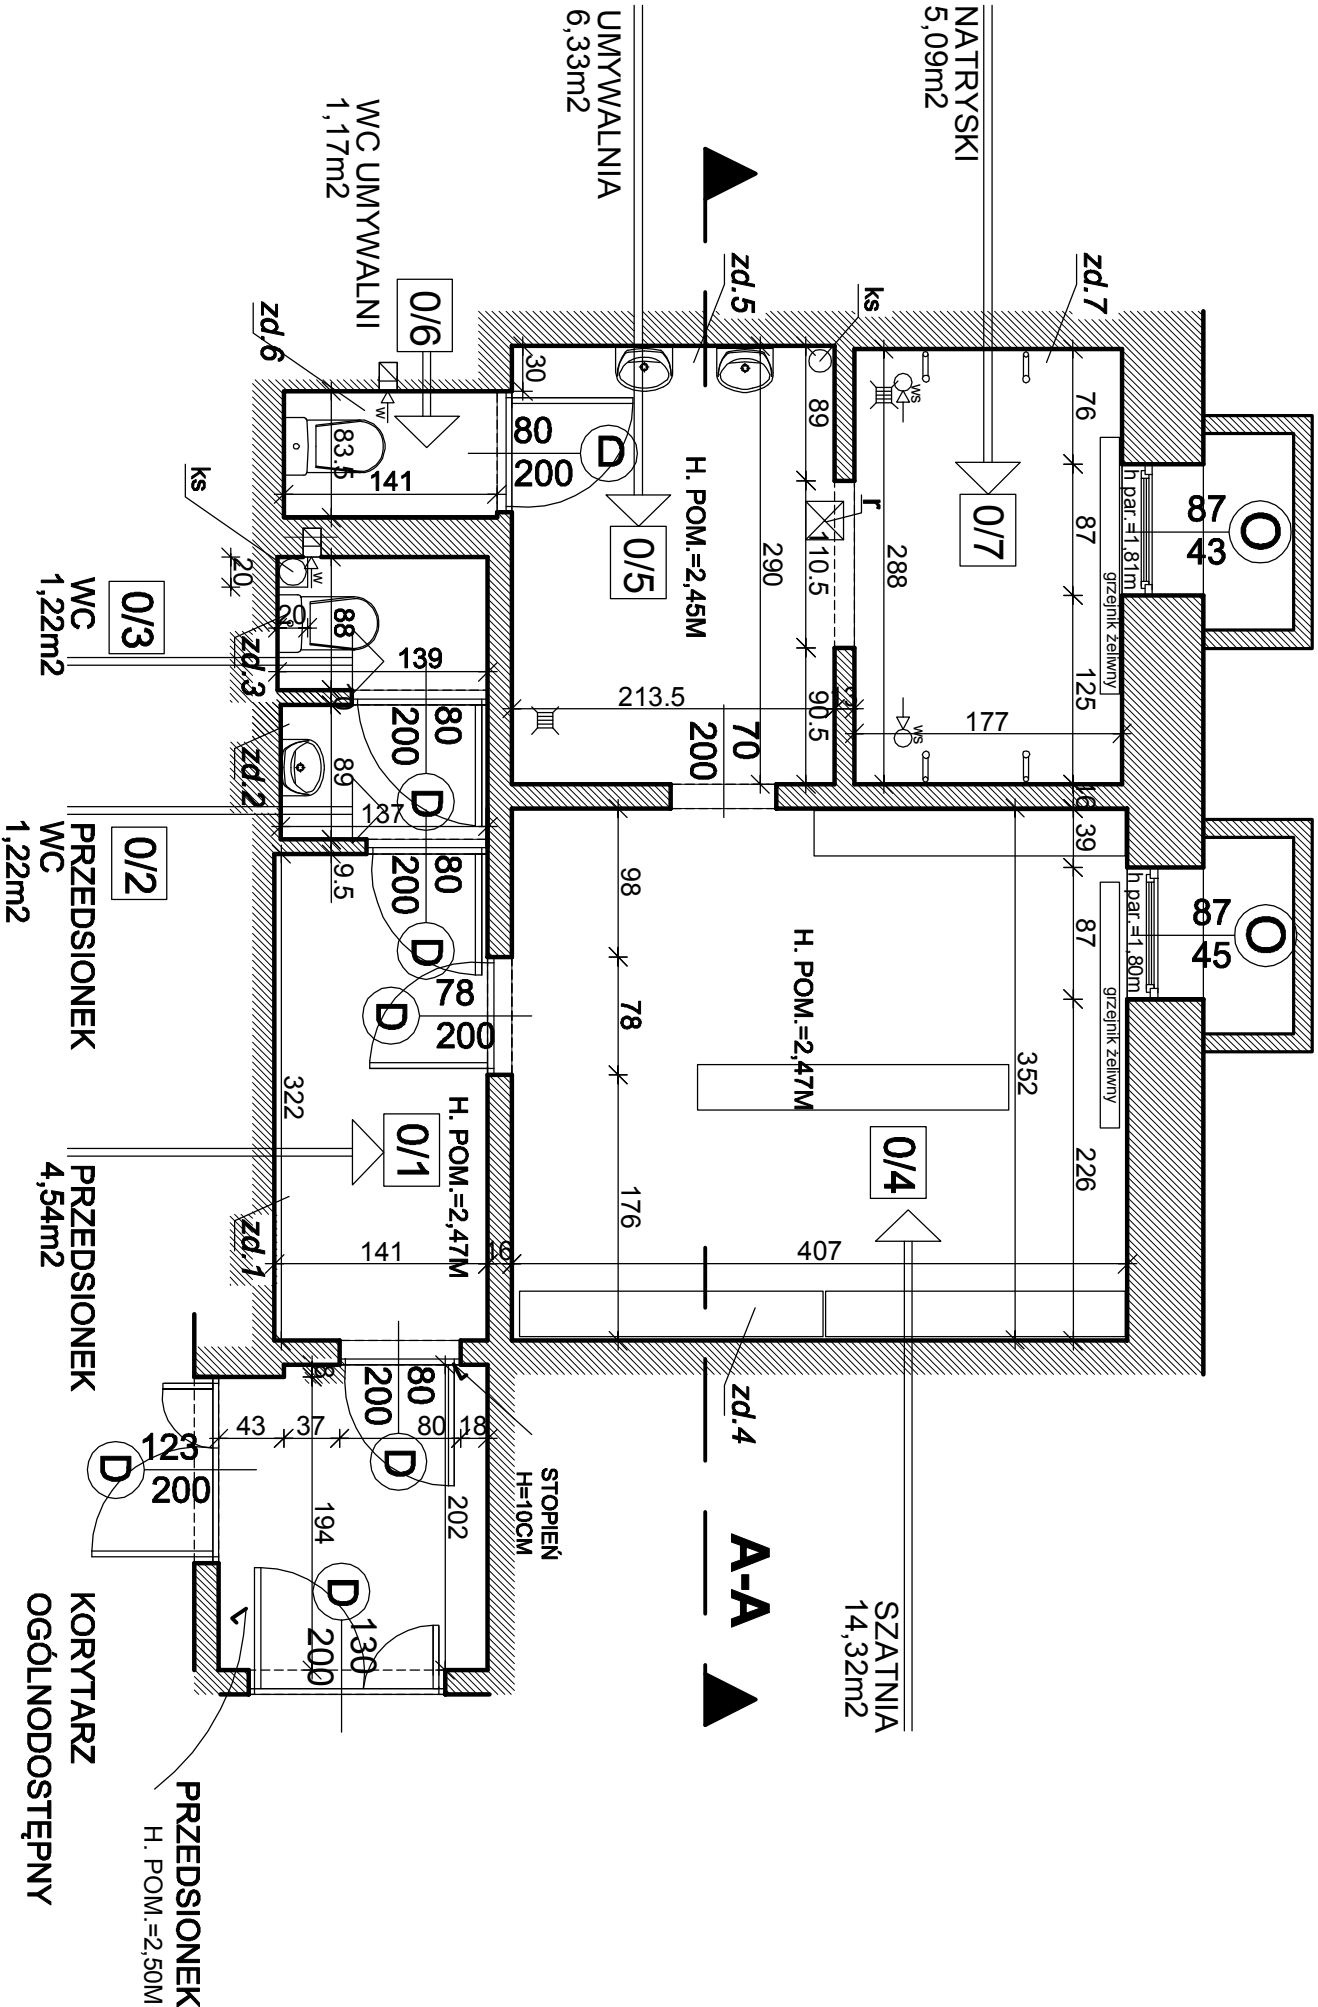 NATRYSKI
5,09m2
UMYWALNIA
6,33m2
WC UMYWALNI
1,17m2
zd.7
ks
zd.5
0/6
zd.6
76
87
125
16
39
87
226
87
43
O
h par.=1,81m
grzejnik żeliwny
0/7
288
ws
ws
177
r
89
110.5
90.5
12
290
H. POM.=2,45M
0/5
213.5
70
200
30
80
200
D
83.5
141
w
ks
w
20
20
88
139
0/3
WC
1,22m2
zd.3
zd.2
80
200
D
89
137
9.5
0/2
PRZEDSIONEK
WC
1,22m2
80
200
D
78
200
D
87
45
O
h par.=1,80m
grzejnik żeliwny
98
78
176
H. POM.=2,47M
352
0/4
407
SZATNIA
14,32m2
zd.4
A-A
322
0/1
H. POM.=2,47M
PRZEDSIONEK
4,54m2
zd.1
141
16
8
80
200
D
43
37
80
18
STOPIEŃ
H=10CM
202
194
123
200
D
130
200
D
KORYTARZ
OGÓLNODOSTĘPNY
PRZEDSIONEK
H. POM.=2,50M